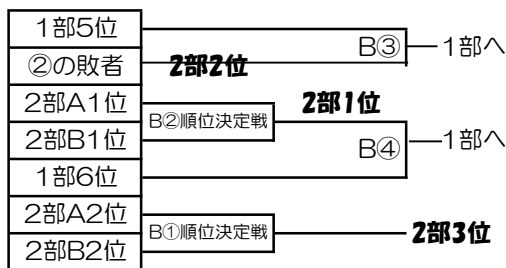 1部5位
B③
1部へ
②の敗者
2部2位
2部A1位
2部1位
B②順位決定戦
2部B1位
B④
1部へ
1部6位
2部A2位
B①順位決定戦
2部3位
2部B2位